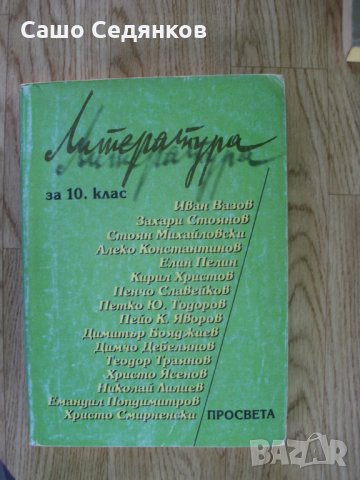 Сашо Седянков
Литература
за 10. клас
Иван Вазов
Захари Стоянов
Стоян Михайловски
Алеко Константинов
Елин Пелин
Кирил Христов
Пенчо Славейков
Петко Ю. Тодоров
Пейо К. Яворов
Димитър Бояджиев
Димчо Дебелянов
Теодор Траянов
Христо Ясенов
Николай Лилиев
Емануил Попдимитров
Христо Смирненски
ПРОСВЕТА
BAZAR